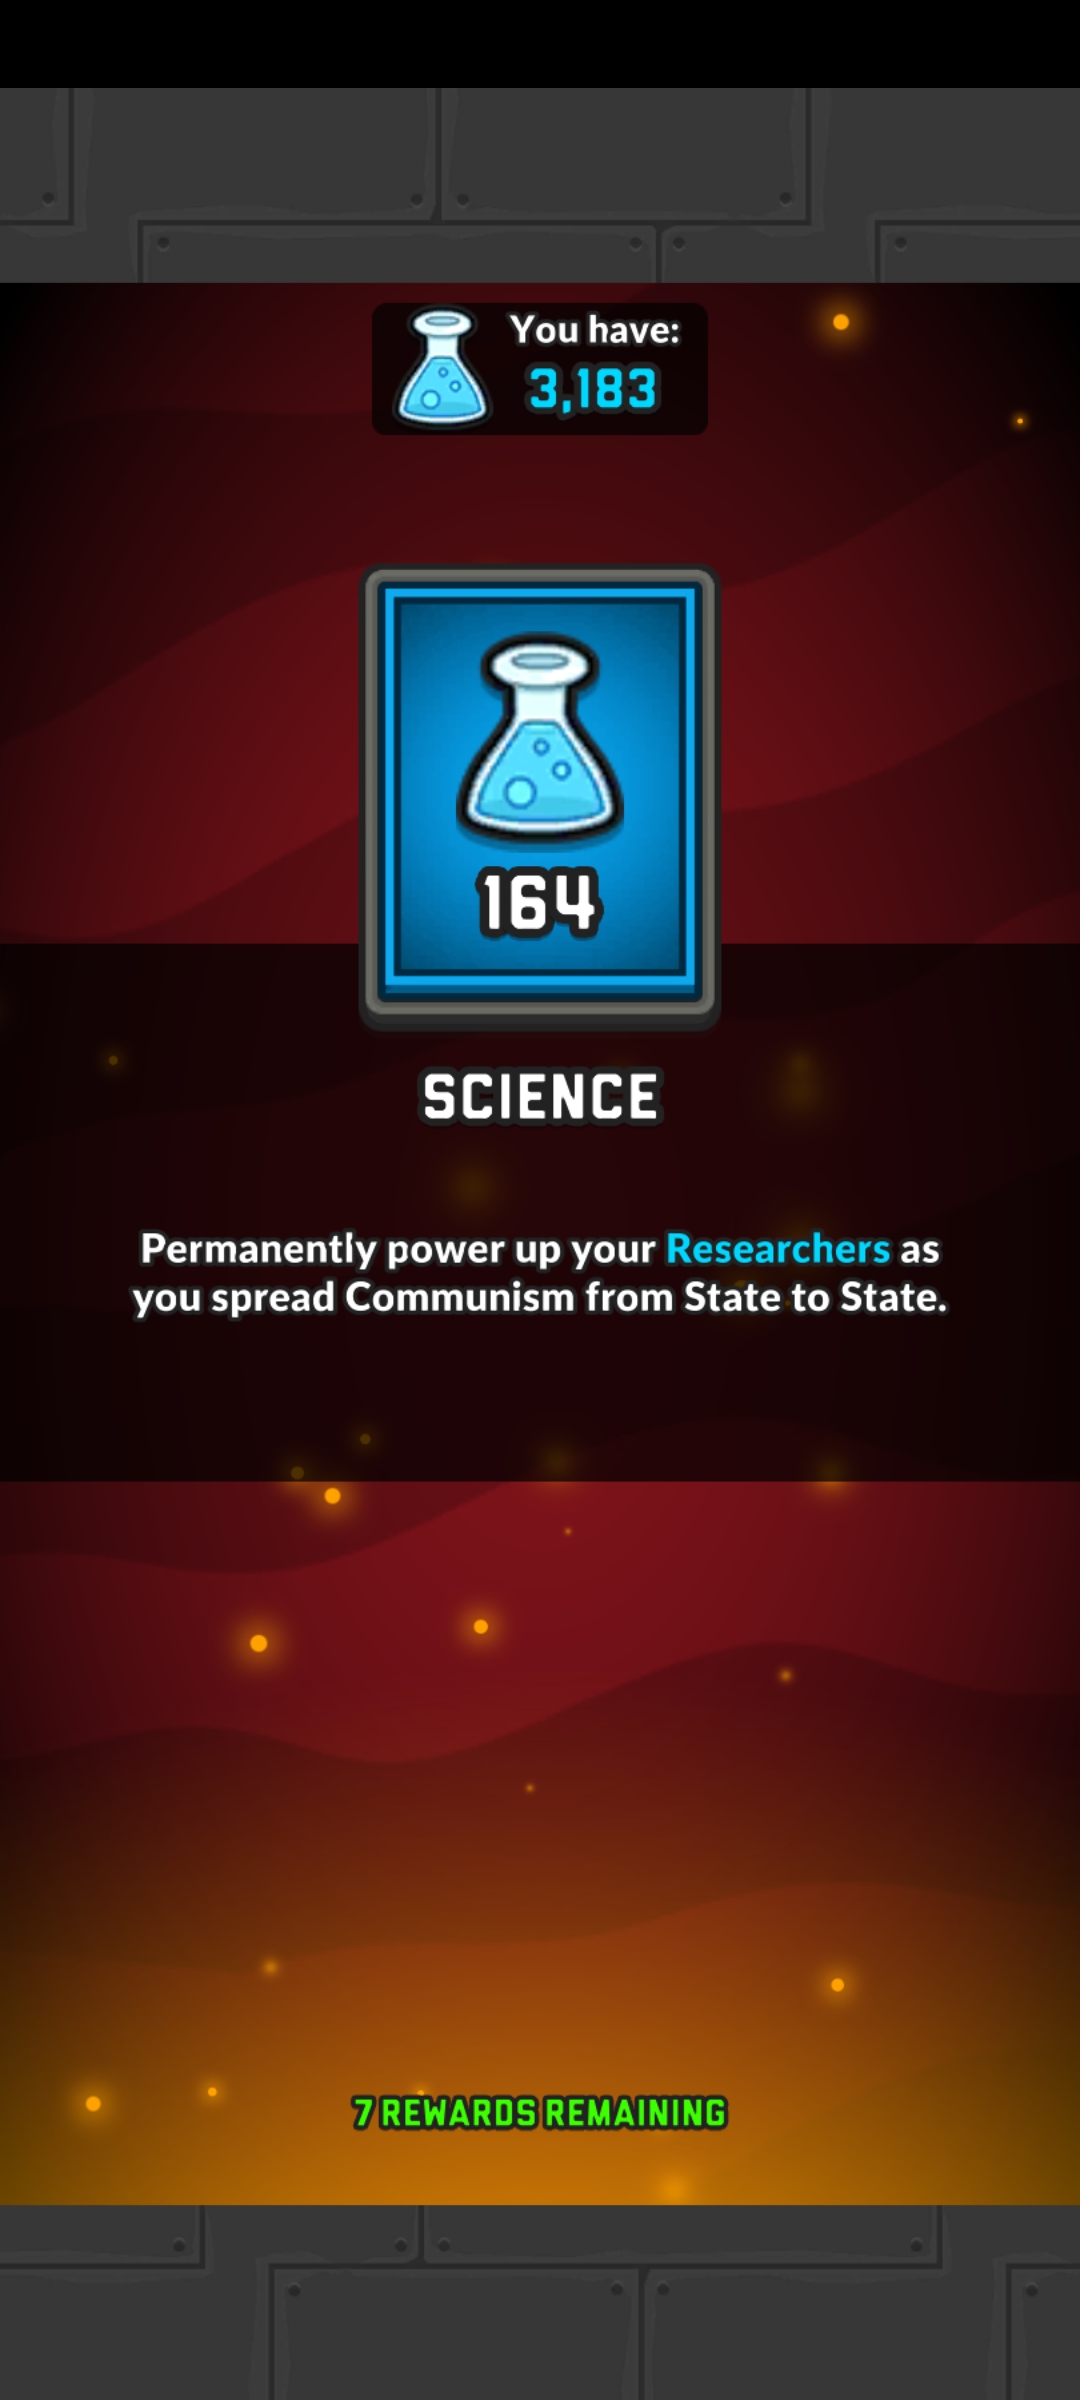 You have:
3,183
164
SCIENCE
Permanently power up your Researchers as
you spread Communism from State to State.
7 REWARDS REMAINING